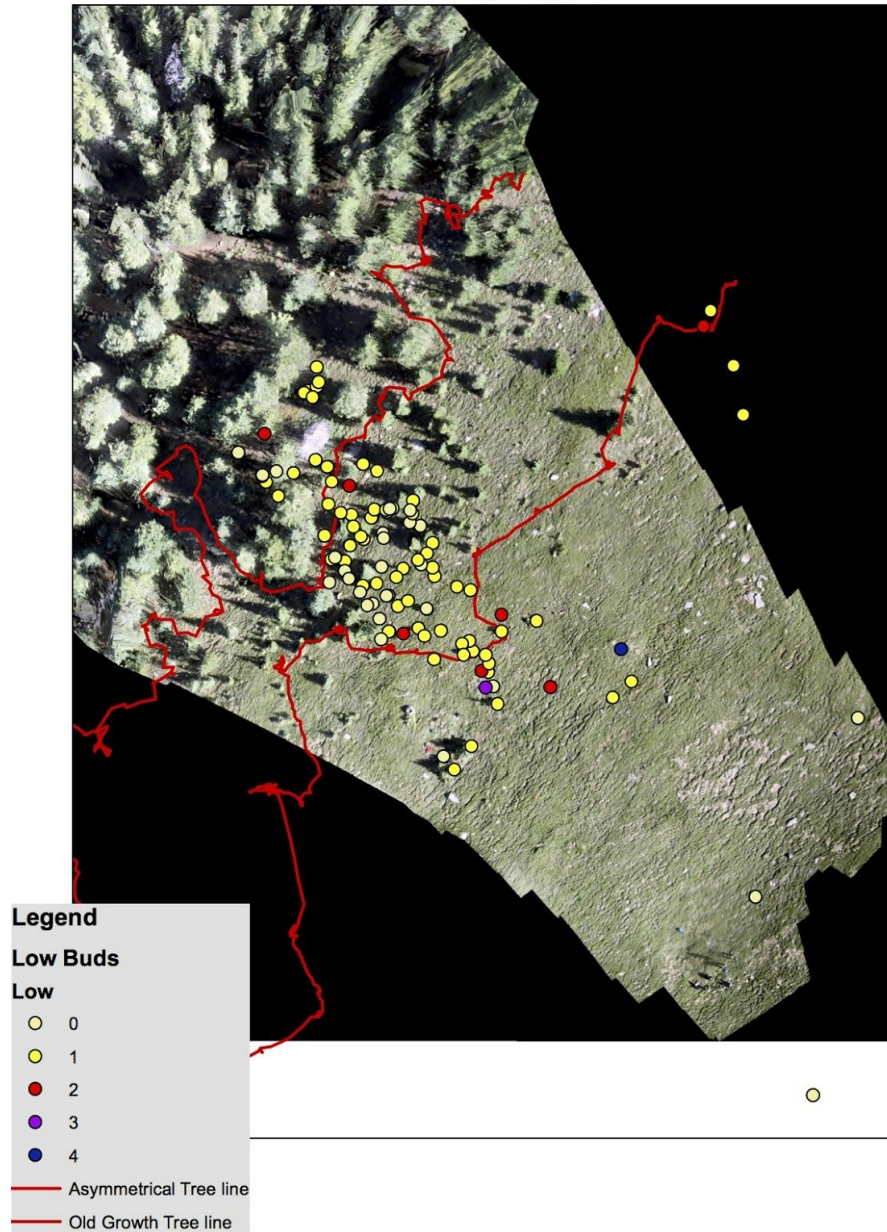 Legend
Low Buds
Low
0
1
2
3
4
Asymmetrical Tree line
Old Growth Tree line